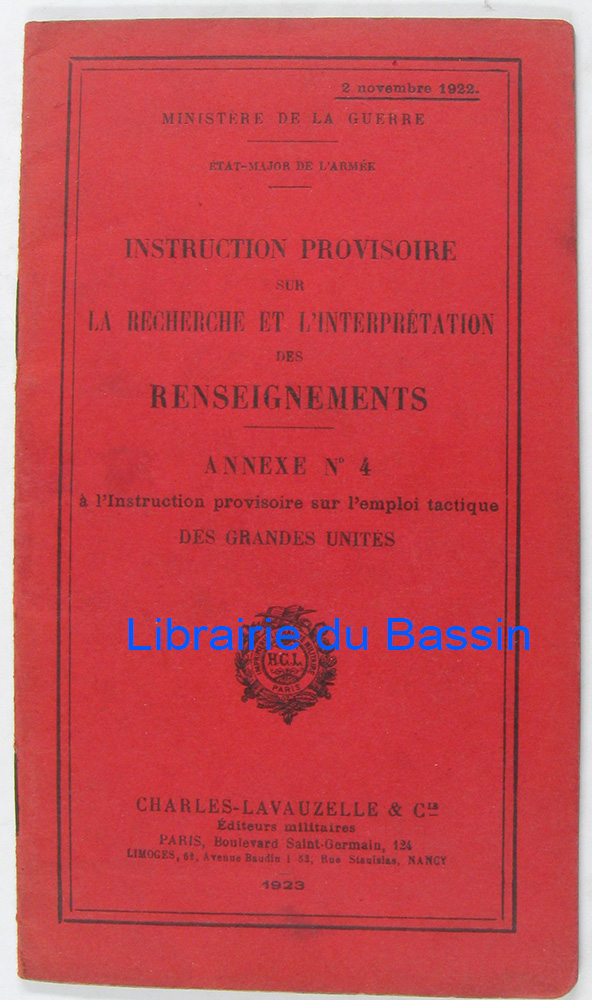 2 novembre 1922.
MINISTÈRE DE LA GUERRE
ÉTAT-MAJOR DE L'ARMÉE
INSTRUCTION PROVISOIRE
SUR
LA RECHERCHE ET L'INTERPRÉTATION
DES
RENSEIGNEMENTS
ANNEXE N° 4
à l'Instruction provisoire sur l'emploi tactique
DES GRANDES UNITÉS
Librairie du Bassin
MILITAIRE
H.C.L.
PARIS
CHARLES-LAVAUZELLE & Cie
Éditeurs militaires
PARIS, Boulevard Saint-Germain, 124
LIMOGES, Avenue Baudin | 53, Rue Stanislas, NANCY
1923